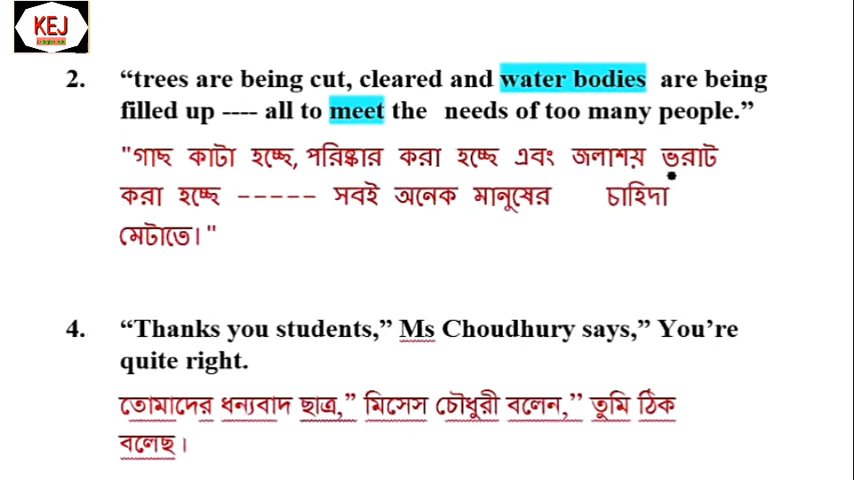 KEJ
2. “trees are being cut, cleared and water bodies are being
filled up ---- all to meet the needs of too many people.”
"গাছ কাটা হচ্ছে, পরিষ্কার করা হচ্ছে এবং জলাশয় ভরাট
করা হচ্ছে ----- সবই অনেক মানুষের চাহিদা
মেটাতে।"
4. “Thanks you students,” Ms Choudhury says,” You’re
quite right.
তোমাদের ধন্যবাদ ছাত্র,” মিসেস চৌধুরী বলেন,” তুমি ঠিক
বলেছ।